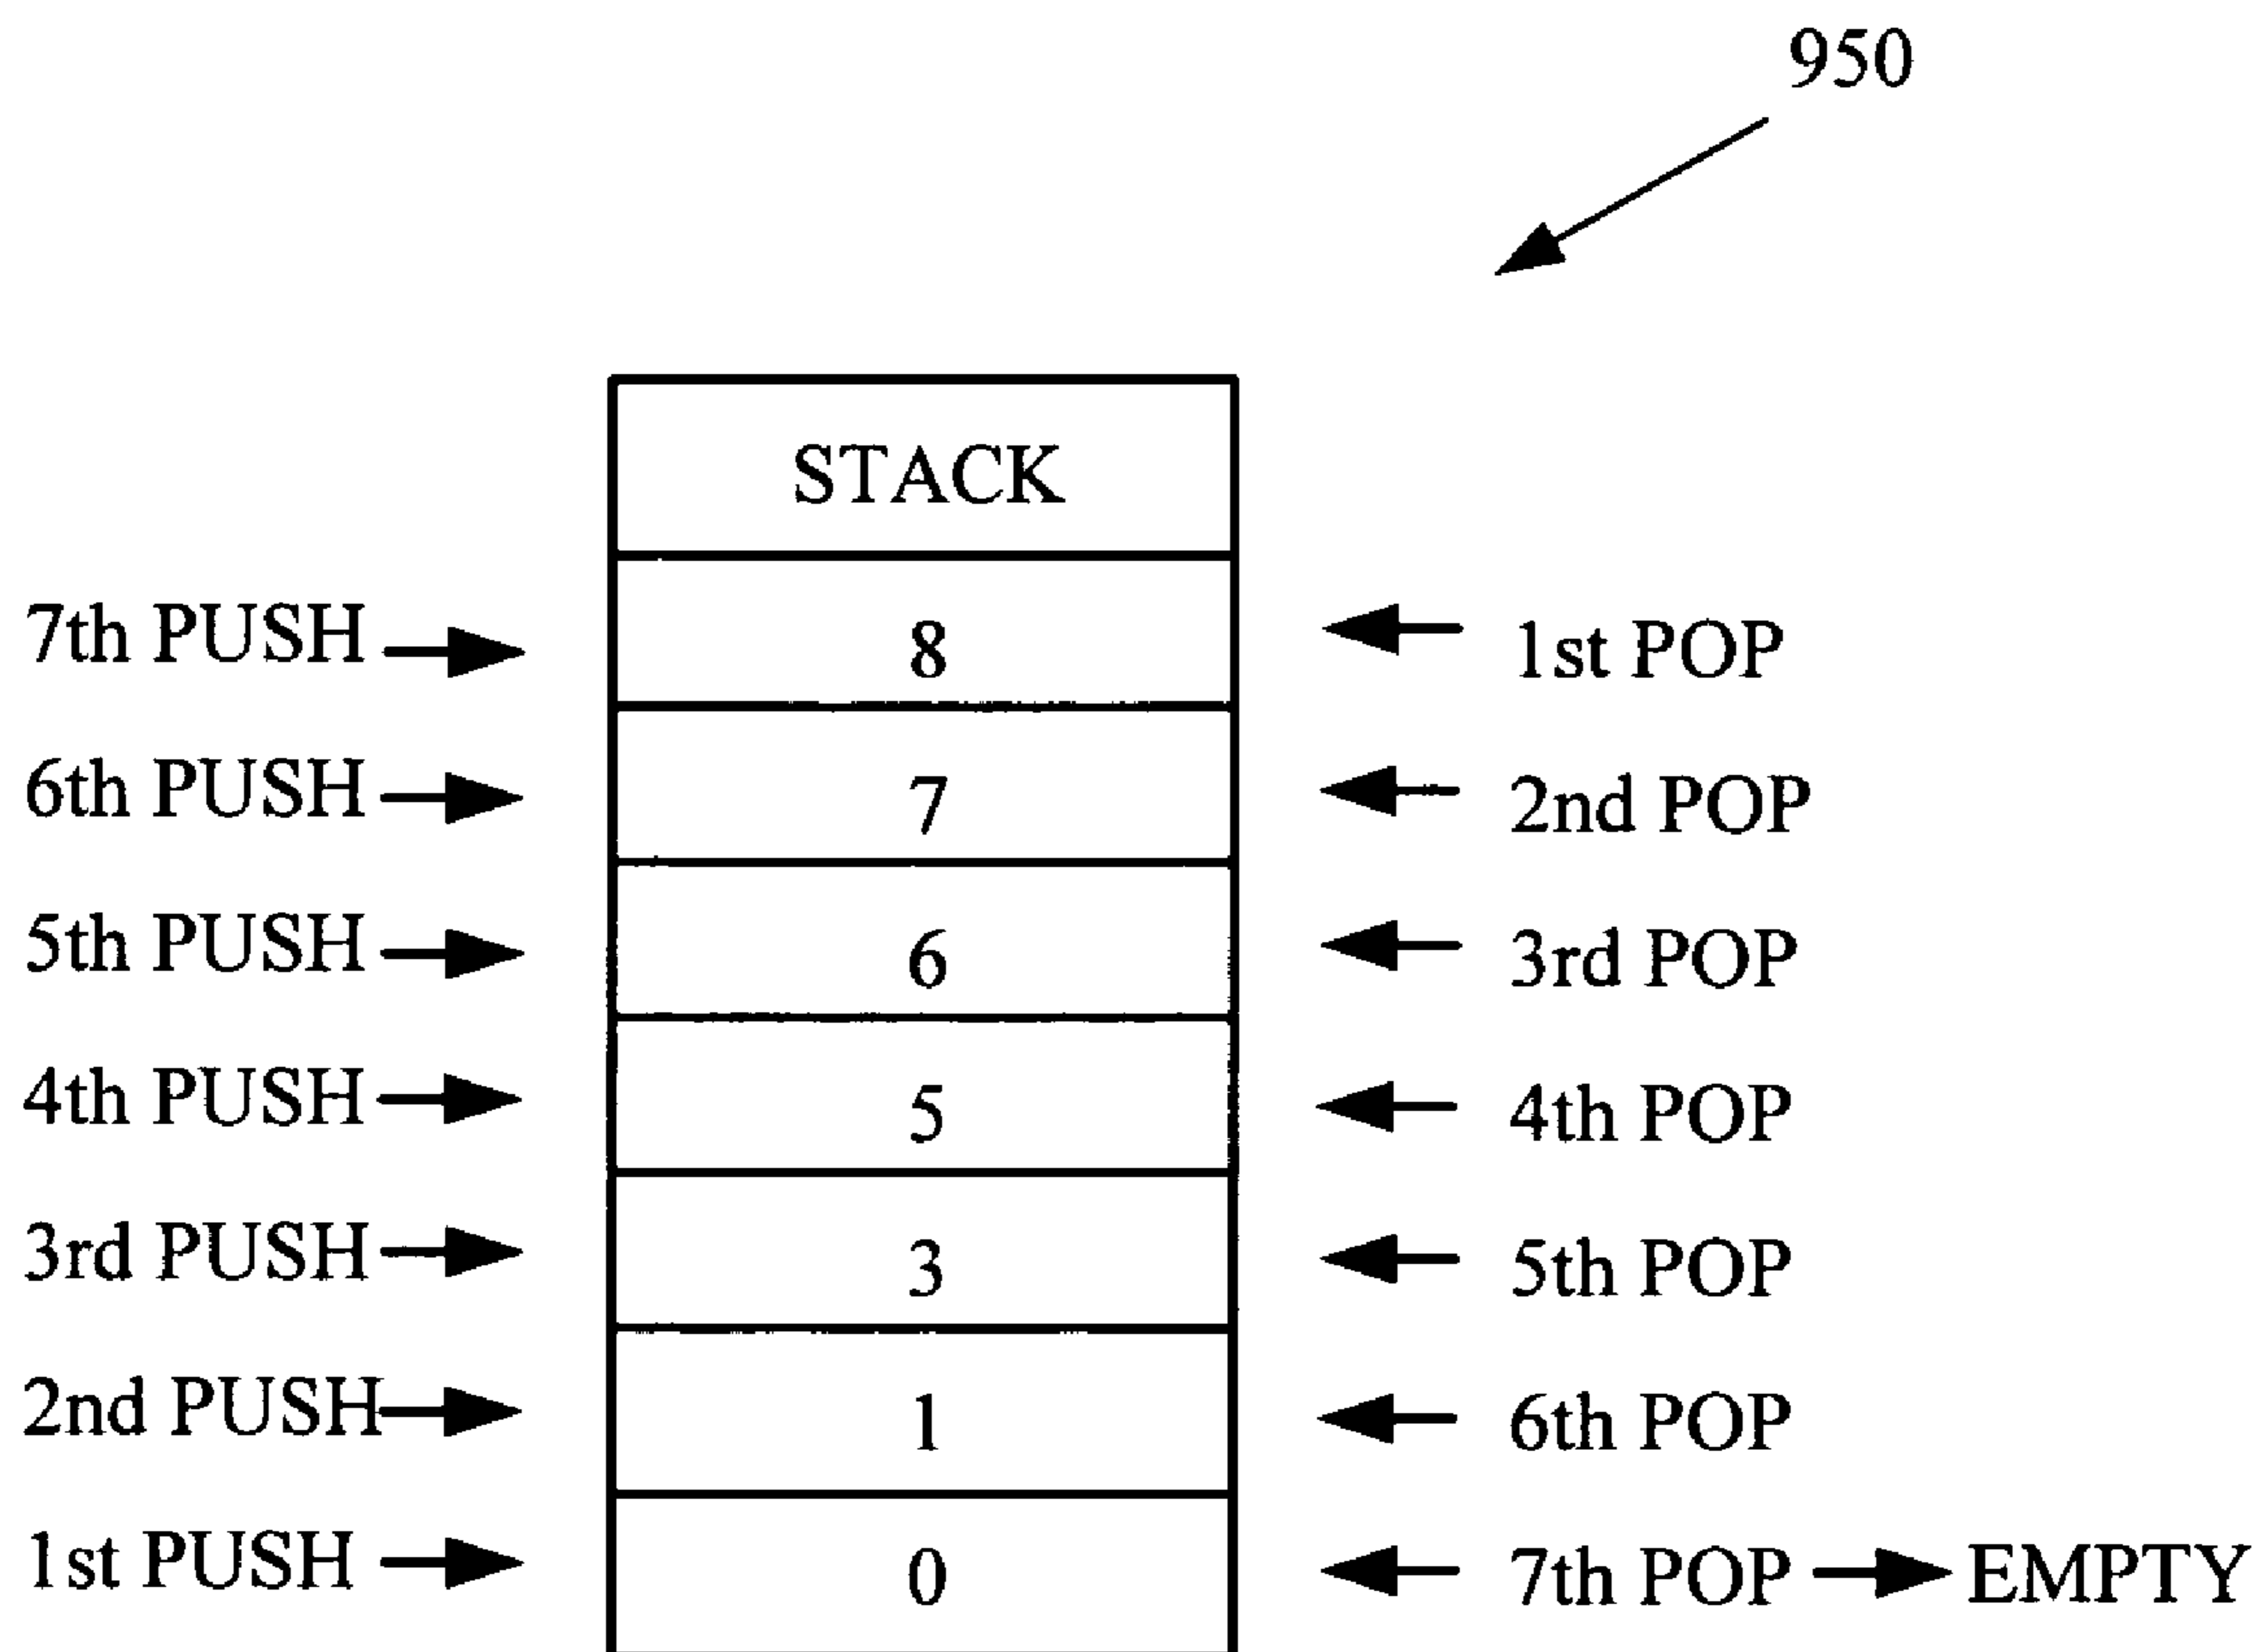 950
STACK
7th PUSH 8 1st POP
6th PUSH 7 2nd POP
5th PUSH 6 3rd POP
4th PUSH 5 4th POP
3rd PUSH 3 5th POP
2nd PUSH 1 6th POP
1st PUSH 0 7th POP EMPTY